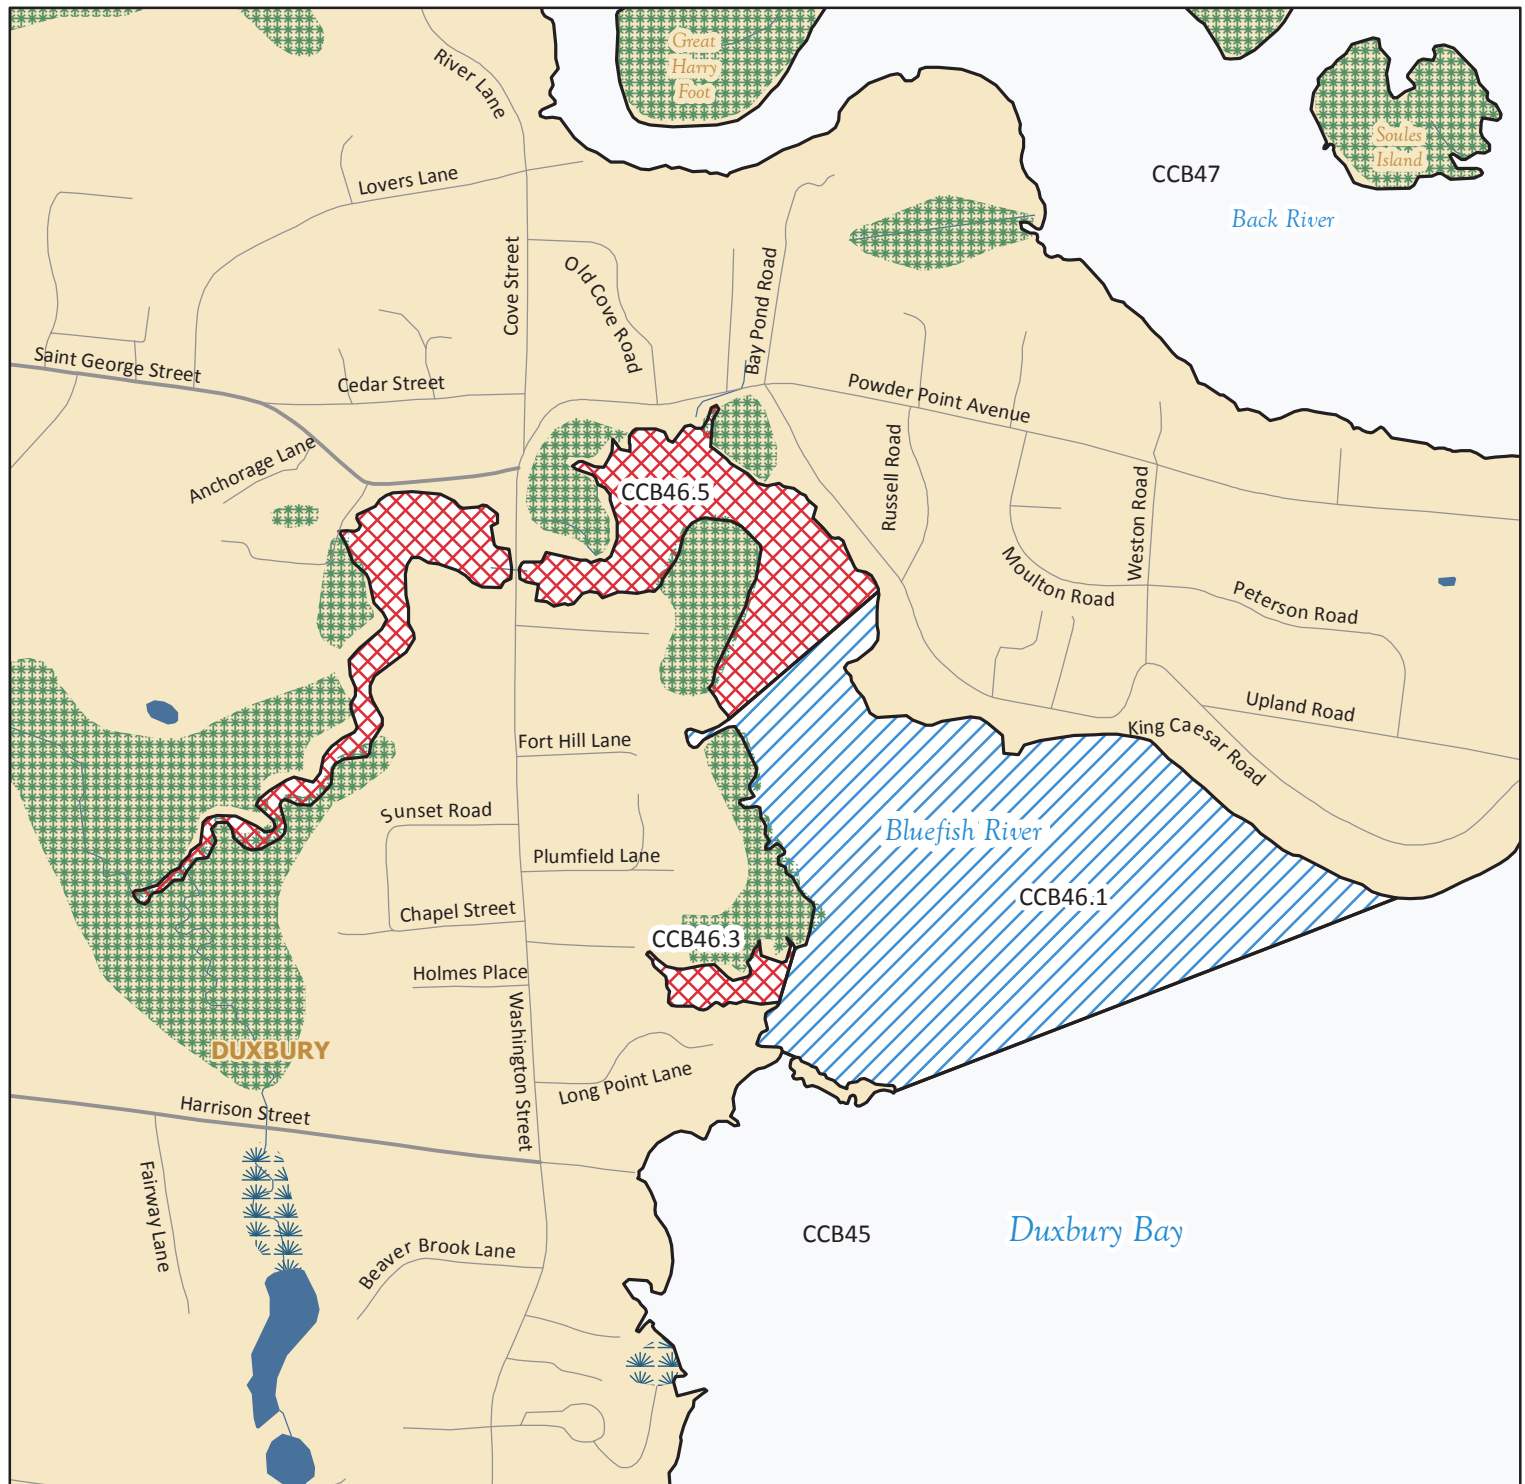 Great
Harry
Foot
River Lane
Soules
Island
CCB47
Lovers Lane
Back River
Cove Street
Old Cove Road
Bay Pond Road
Saint George Street
Cedar Street
Powder Point Avenue
Anchorage Lane
Russell Road
CCB46.5
Weston Road
Moulton Road
Peterson Road
Upland Road
King Caesar Road
Fort Hill Lane
Sunset Road
Bluefish River
Plumfield Lane
CCB46.1
Chapel Street
CCB46.3
Holmes Place
Washington Street
DUXBURY
Long Point Lane
Harrison Street
Fairway Lane
CCB45
Duxbury Bay
Beaver Brook Lane